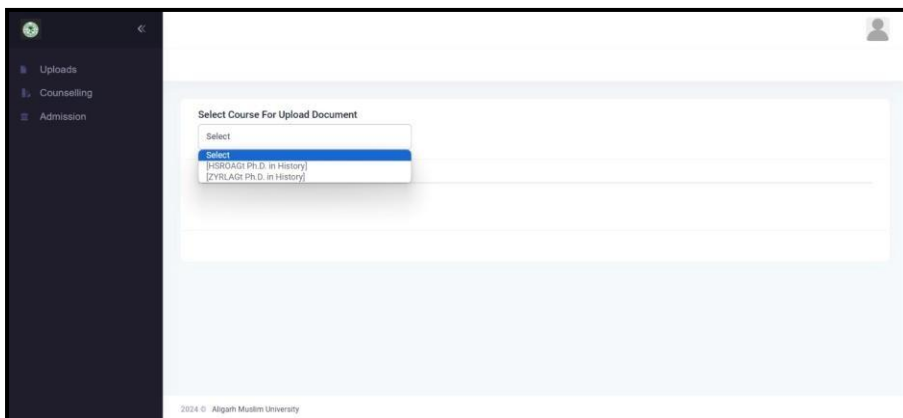 Uploads
Counselling
Admission
Select Course For Upload Document
Select
Select
[HSROAGt Ph.D. in History]
[ZYRLAGt Ph.D. in History]
2024 © Aligarh Muslim University